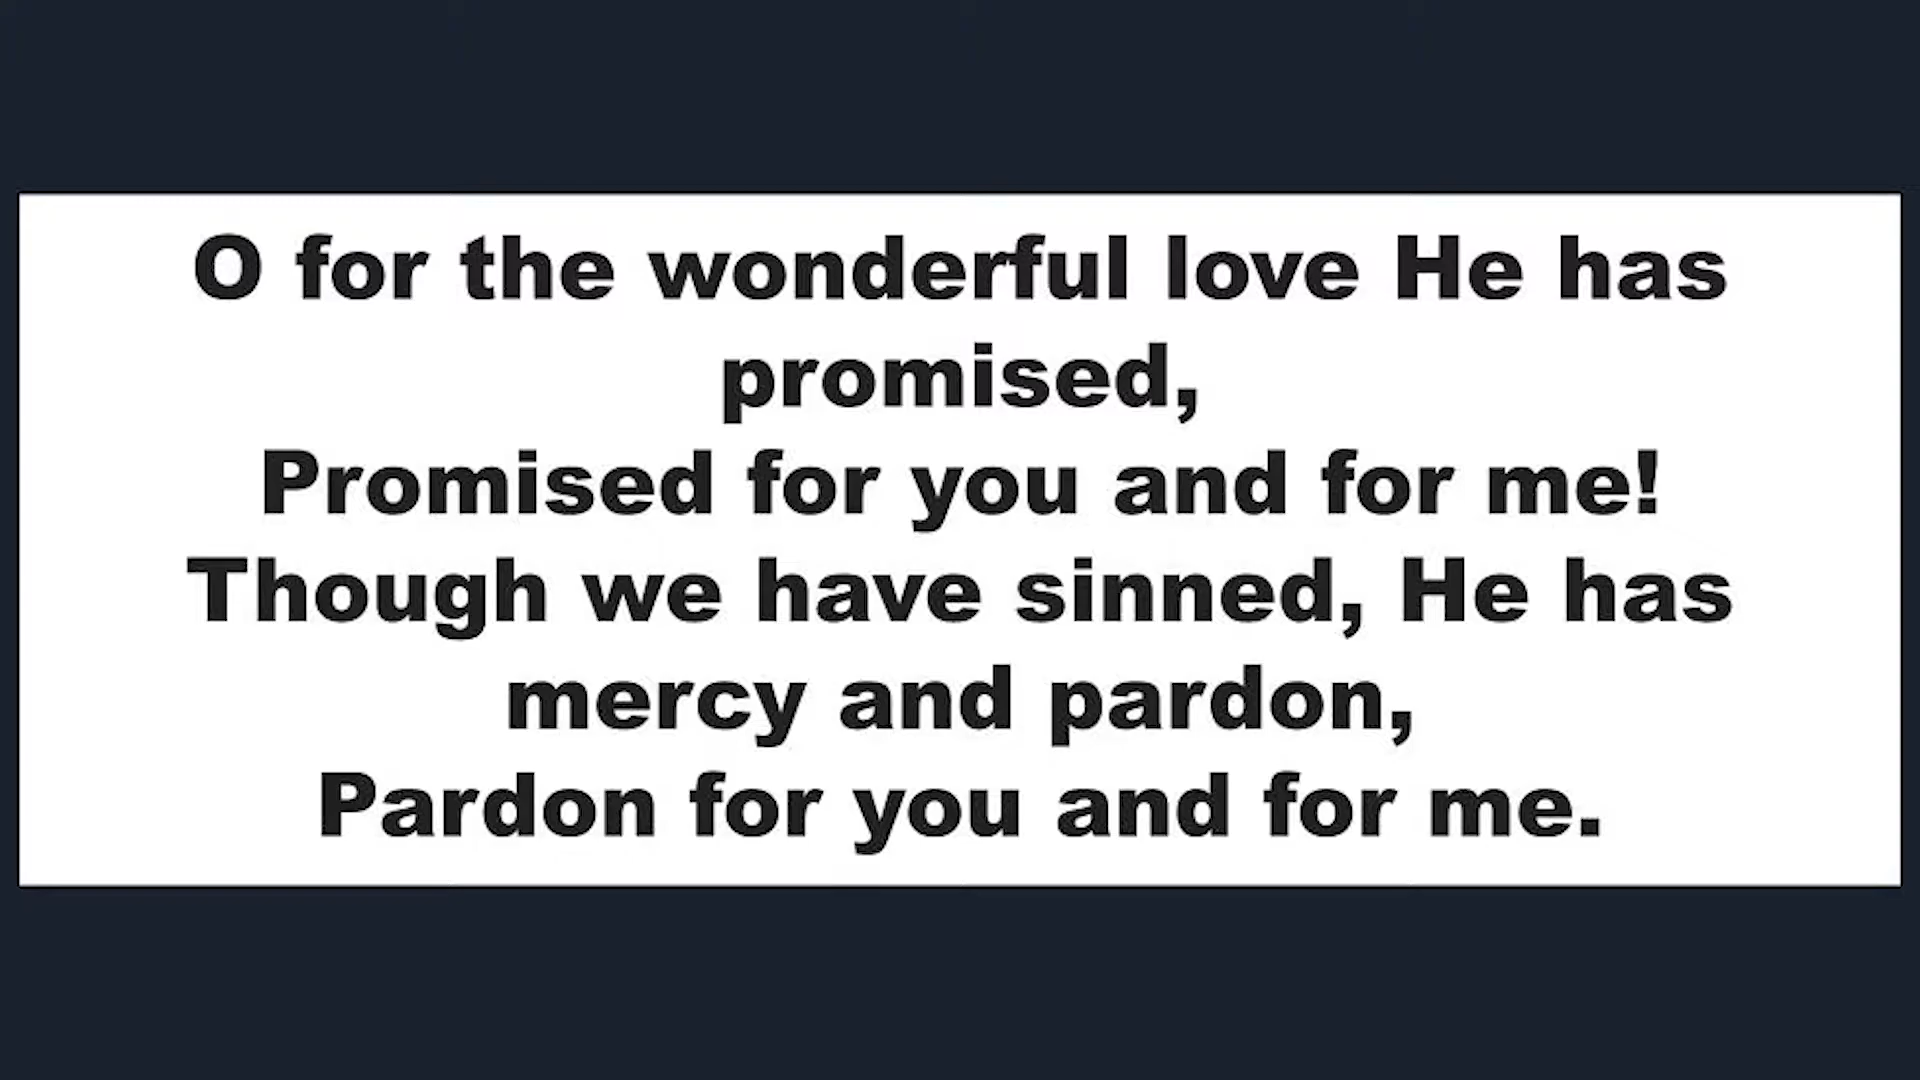 O for the wonderful love He has
promised,
Promised for you and for me!
Though we have sinned, He has
mercy and pardon,
Pardon for you and for me.